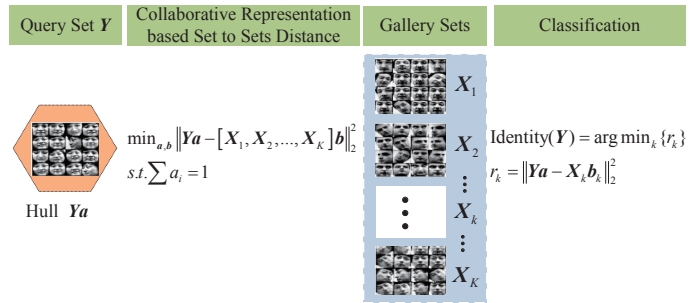 Query Set Y
Collaborative Representation
based Set to Sets Distance
Gallery Sets
Classification
Hull Ya
min_{a,b} ‖Ya − [X_1, X_2, ..., X_K] b‖_2^2
s.t. ∑ a_i = 1
X_1
X_2
⋮
X_k
⋮
X_K
Identity(Y) = arg min_k {r_k}
r_k = ‖Ya − X_k b_k‖_2^2